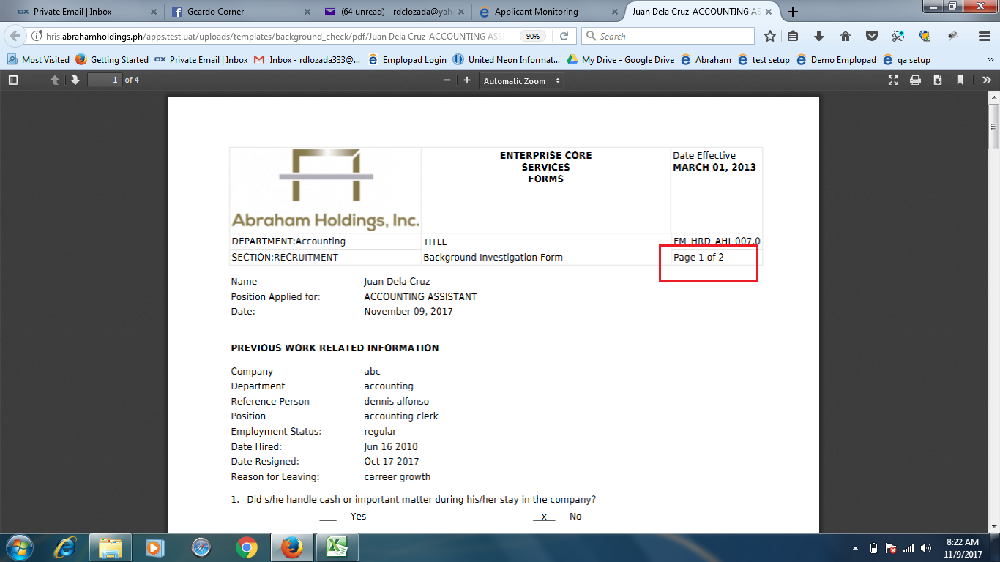 Private Email | Inbox
Geardo Corner
(64 unread) - rdclozada@yah
Applicant Monitoring
Juan Dela Cruz-ACCOUNTING AS
hris.abrahamholdings.ph/apps.test.uat/uploads/templates/background_check/pdf/Juan Dela Cruz-ACCOUNTING ASS
90%
Search
Most Visited
Getting Started
Private Email | Inbox
Inbox - rdlozada333@...
Emplopad Login
United Neon Informat...
My Drive - Google Drive
Abraham
test setup
Demo Emplopad
qa setup
1 of 4
Automatic Zoom
Abraham Holdings, Inc.
ENTERPRISE CORE
SERVICES
FORMS
Date Effective
MARCH 01, 2013
DEPARTMENT:Accounting
TITLE
FM_HRD_AHI_007.0
SECTION:RECRUITMENT
Background Investigation Form
Page 1 of 2
Name Juan Dela Cruz
Position Applied for: ACCOUNTING ASSISTANT
Date: November 09, 2017
PREVIOUS WORK RELATED INFORMATION
Company abc
Department accounting
Reference Person dennis alfonso
Position accounting clerk
Employment Status: regular
Date Hired: Jun 16 2010
Date Resigned: Oct 17 2017
Reason for Leaving: carreer growth
1. Did s/he handle cash or important matter during his/her stay in the company?
___ Yes __x__ No
8:22 AM
11/9/2017